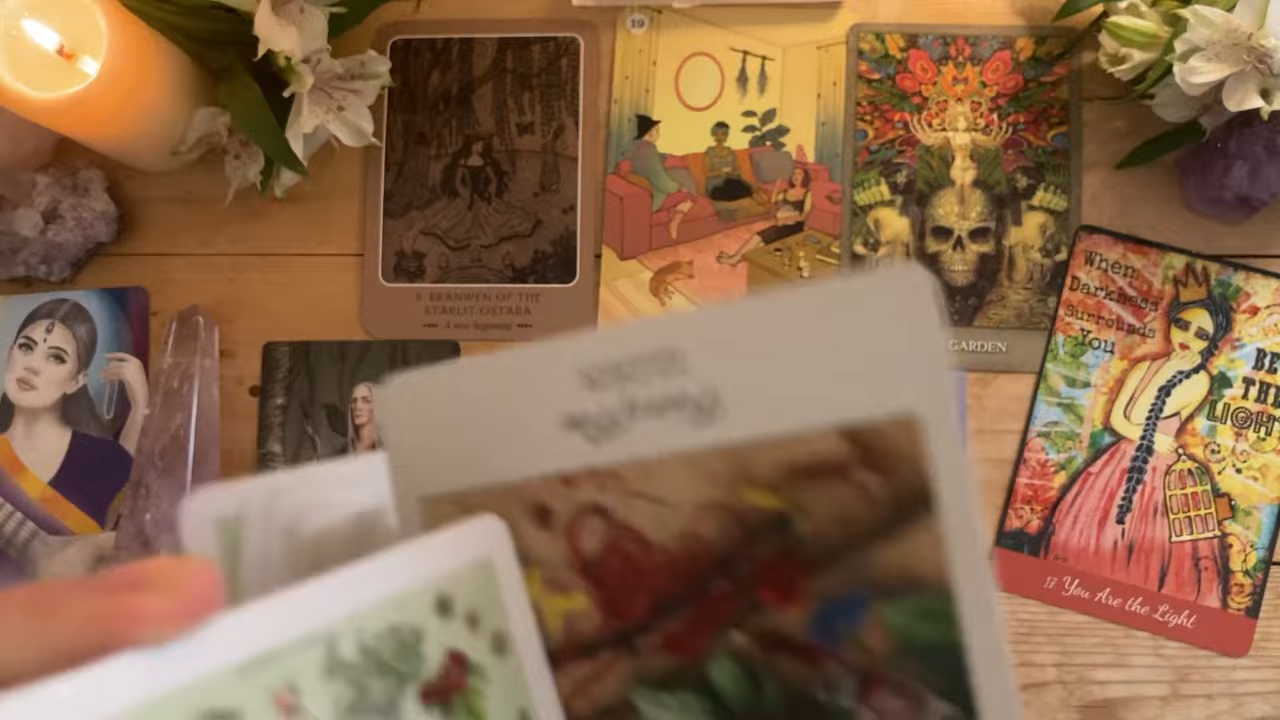 19
9. BRANWEN OF THE
STARLIT OSTARA
A new beginning
GARDEN
When
Darkness
Surrounds
You
BE
THE
LIGHT
17 You Are the Light